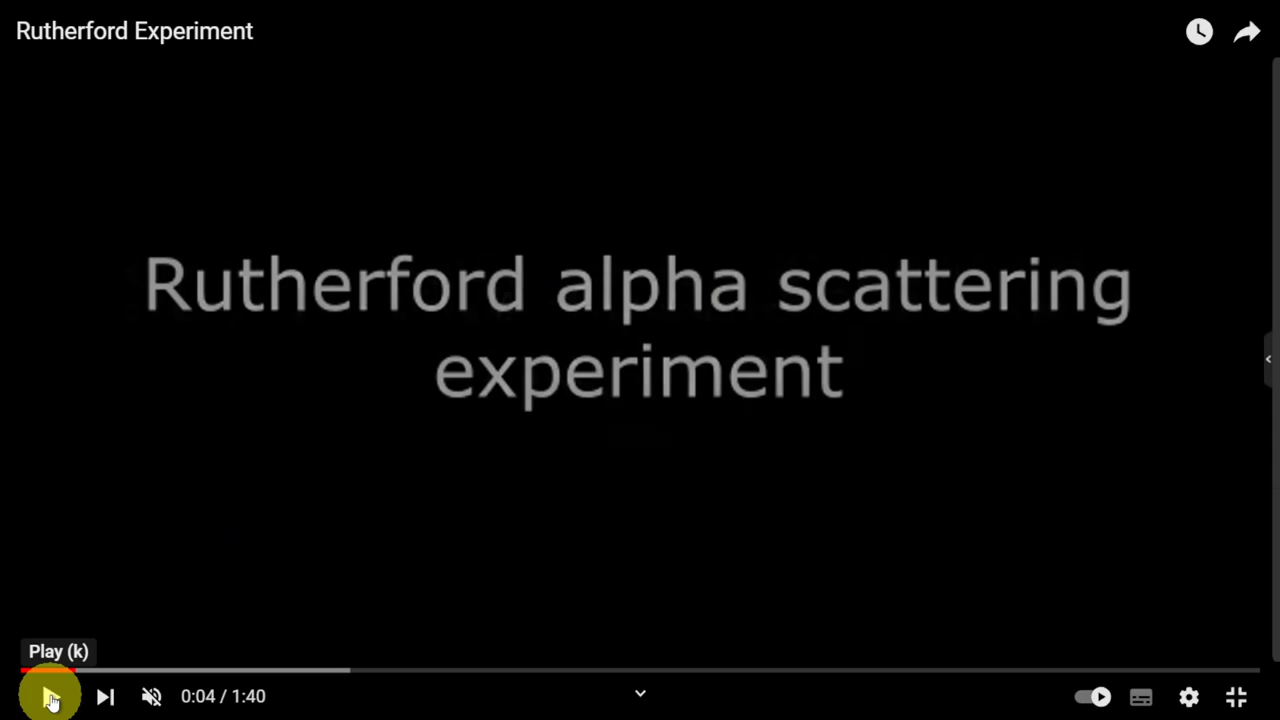 Rutherford Experiment
Rutherford alpha scattering
experiment
Play (k)
0:04 / 1:40